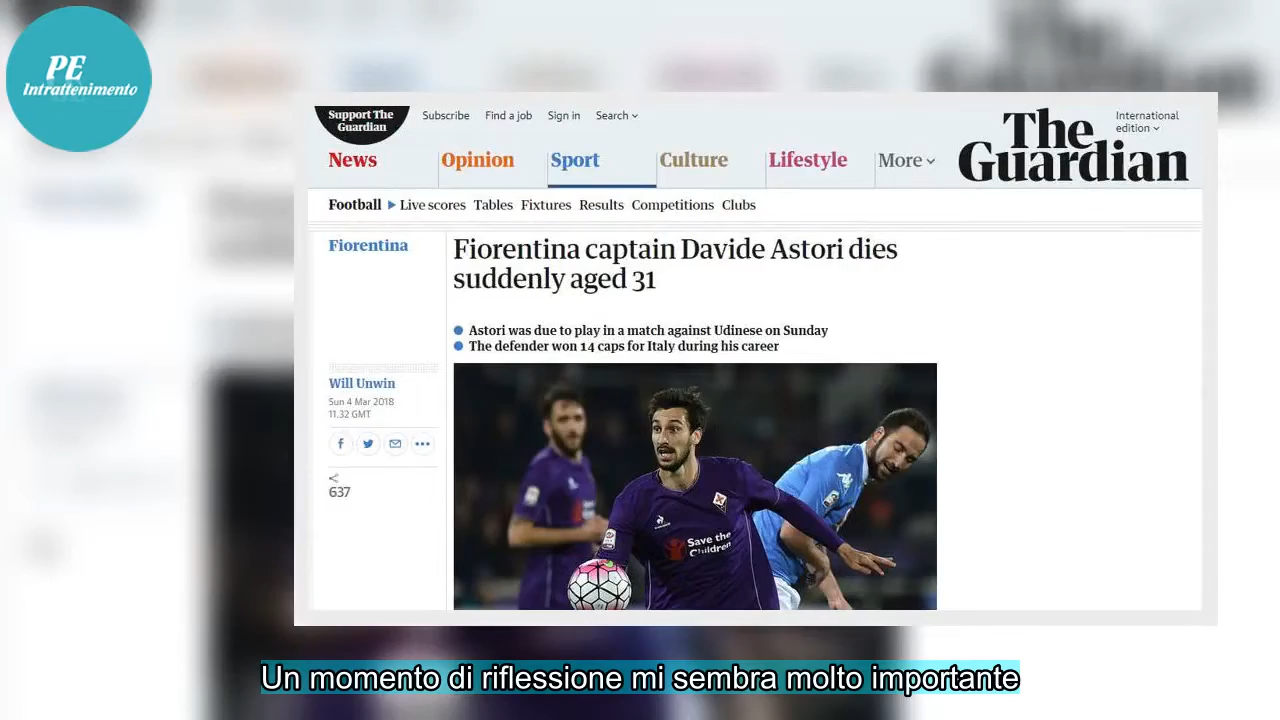 PE
Intrattenimento
Support The
Guardian
Subscribe Find a job Sign in Search
The
Guardian
International
edition
News Opinion Sport Culture Lifestyle More
Football Live scores Tables Fixtures Results Competitions Clubs
Fiorentina
Fiorentina captain Davide Astori dies
suddenly aged 31
Astori was due to play in a match against Udinese on Sunday
The defender won 14 caps for Italy during his career
Will Unwin
Sun 4 Mar 2018
11.32 GMT
637
Save the
Children
Un momento di riflessione mi sembra molto importante